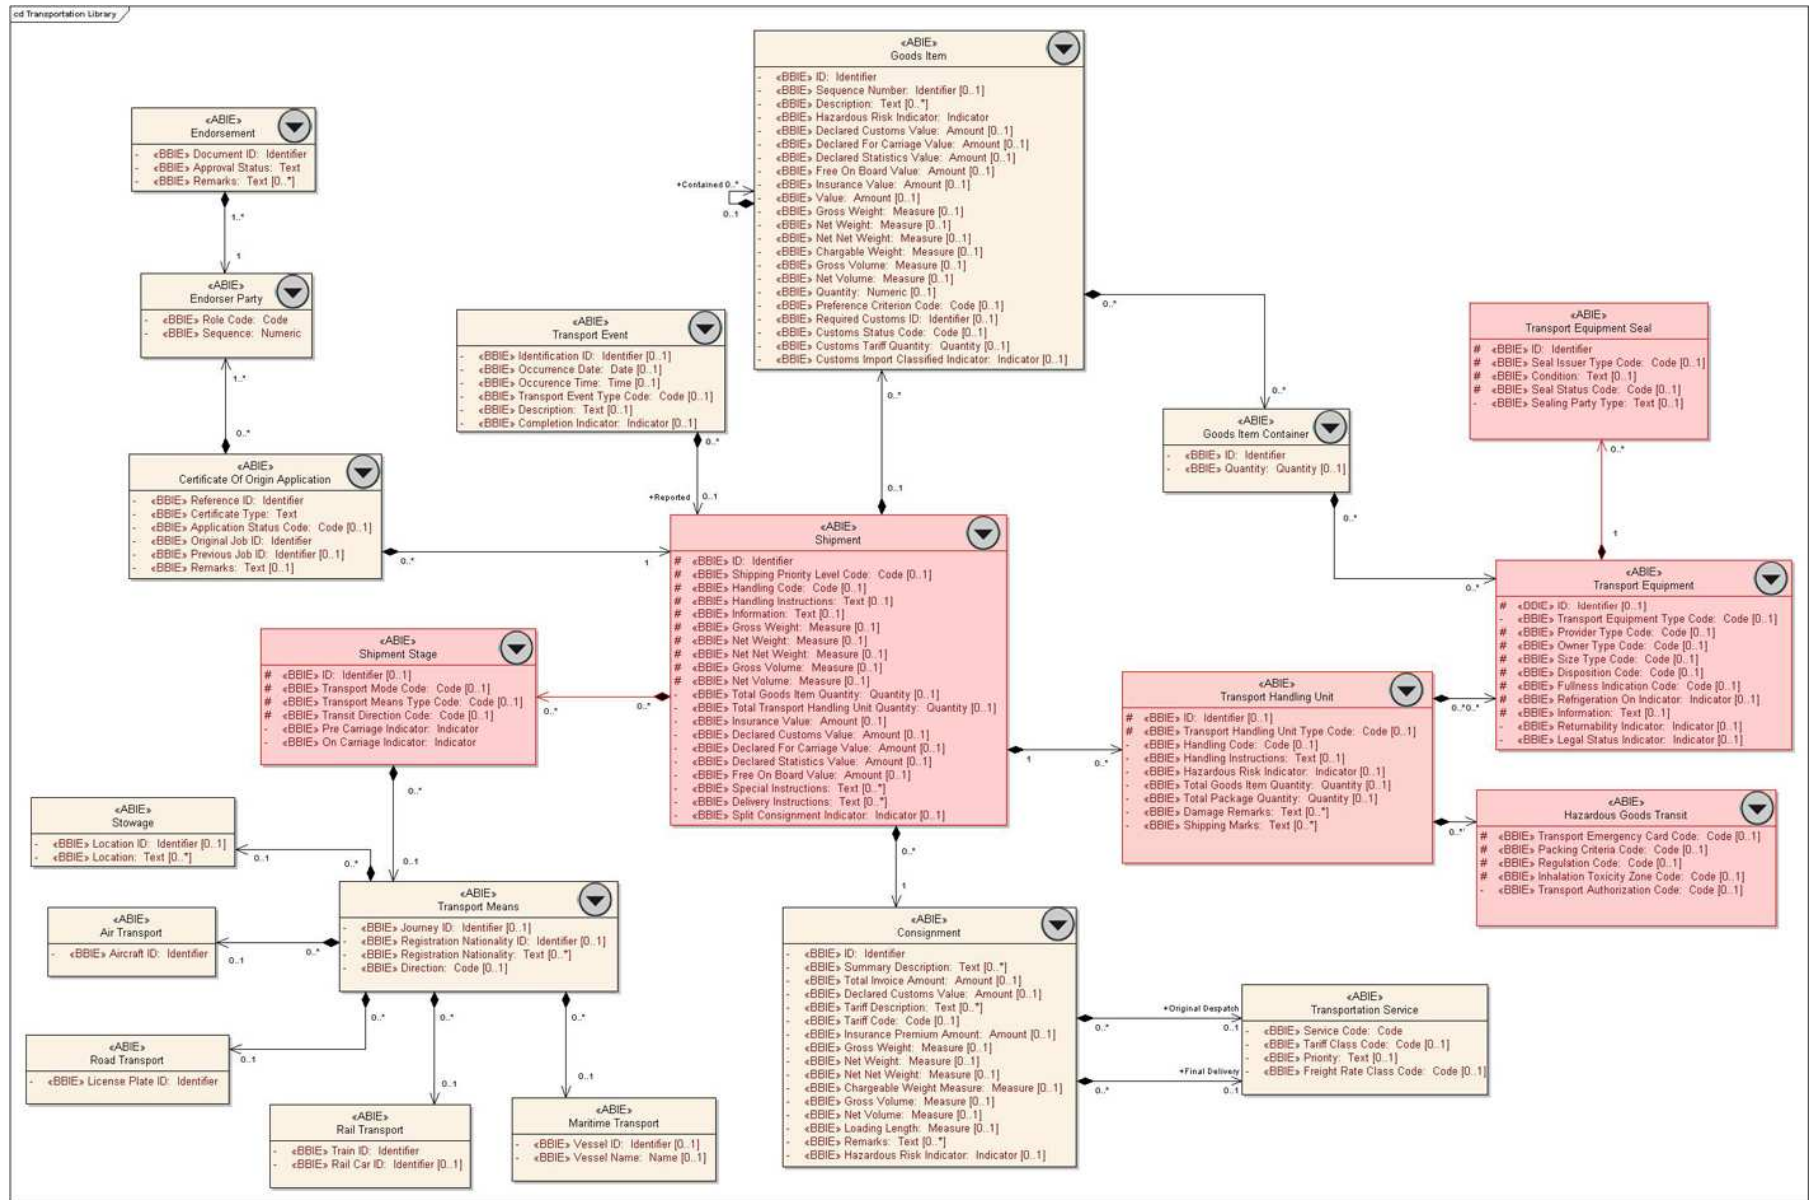 cd Transportation Library
«ABIE»
Goods Item
- «BBIE» ID: Identifier
- «BBIE» Sequence Number: Identifier [0..1]
- «BBIE» Description: Text [0..*]
- «BBIE» Hazardous Risk Indicator: Indicator
- «BBIE» Declared Customs Value: Amount [0..1]
- «BBIE» Declared For Carriage Value: Amount [0..1]
- «BBIE» Declared Statistics Value: Amount [0..1]
- «BBIE» Free On Board Value: Amount [0..1]
- «BBIE» Insurance Value: Amount [0..1]
- «BBIE» Value: Amount [0..1]
- «BBIE» Gross Weight: Measure [0..1]
- «BBIE» Net Weight: Measure [0..1]
- «BBIE» Net Net Weight: Measure [0..1]
- «BBIE» Chargable Weight: Measure [0..1]
- «BBIE» Gross Volume: Measure [0..1]
- «BBIE» Net Volume: Measure [0..1]
- «BBIE» Quantity: Numeric [0..1]
- «BBIE» Preference Criterion Code: Code [0..1]
- «BBIE» Required Customs ID: Identifier [0..1]
- «BBIE» Customs Status Code: Code [0..1]
- «BBIE» Customs Tariff Quantity: Quantity [0..1]
- «BBIE» Customs Import Classified Indicator: Indicator [0..1]
+Contained 0..*
0..1
0..*
0..*
0..*
0..1
«ABIE»
Endorsement
- «BBIE» Document ID: Identifier
- «BBIE» Approval Status: Text
- «BBIE» Remarks: Text [0..*]
1..*
1
«ABIE»
Endorser Party
- «BBIE» Role Code: Code
- «BBIE» Sequence: Numeric
1..*
0..*
«ABIE»
Transport Event
- «BBIE» Identification ID: Identifier [0..1]
- «BBIE» Occurrence Date: Date [0..1]
- «BBIE» Occurence Time: Time [0..1]
- «BBIE» Transport Event Type Code: Code [0..1]
- «BBIE» Description: Text [0..1]
- «BBIE» Completion Indicator: Indicator [0..1]
0..*
+Reported
0..1
«ABIE»
Transport Equipment Seal
# «BBIE» ID: Identifier
# «BBIE» Seal Issuer Type Code: Code [0..1]
# «BBIE» Condition: Text [0..1]
# «BBIE» Seal Status Code: Code [0..1]
- «BBIE» Sealing Party Type: Text [0..1]
0..*
1
«ABIE»
Goods Item Container
- «BBIE» ID: Identifier
- «BBIE» Quantity: Quantity [0..1]
0..*
0..*
«ABIE»
Certificate Of Origin Application
- «BBIE» Reference ID: Identifier
- «BBIE» Certificate Type: Text
- «BBIE» Application Status Code: Code [0..1]
- «BBIE» Original Job ID: Identifier
- «BBIE» Previous Job ID: Identifier [0..1]
- «BBIE» Remarks: Text [0..1]
0..*
1
«ABIE»
Shipment
# «BBIE» ID: Identifier
# «BBIE» Shipping Priority Level Code: Code [0..1]
# «BBIE» Handling Code: Code [0..1]
# «BBIE» Handling Instructions: Text [0..1]
# «BBIE» Information: Text [0..1]
# «BBIE» Gross Weight: Measure [0..1]
# «BBIE» Net Weight: Measure [0..1]
# «BBIE» Net Net Weight: Measure [0..1]
# «BBIE» Gross Volume: Measure [0..1]
# «BBIE» Net Volume: Measure [0..1]
- «BBIE» Total Goods Item Quantity: Quantity [0..1]
- «BBIE» Total Transport Handling Unit Quantity: Quantity [0..1]
- «BBIE» Insurance Value: Amount [0..1]
- «BBIE» Declared Customs Value: Amount [0..1]
- «BBIE» Declared For Carriage Value: Amount [0..1]
- «BBIE» Declared Statistics Value: Amount [0..1]
- «BBIE» Free On Board Value: Amount [0..1]
- «BBIE» Special Instructions: Text [0..*]
- «BBIE» Delivery Instructions: Text [0..*]
- «BBIE» Split Consignment Indicator: Indicator [0..1]
«ABIE»
Transport Equipment
# «BBIE» ID: Identifier [0..1]
- «BBIE» Transport Equipment Type Code: Code [0..1]
# «BBIE» Provider Type Code: Code [0..1]
# «BBIE» Owner Type Code: Code [0..1]
# «BBIE» Size Type Code: Code [0..1]
# «BBIE» Disposition Code: Code [0..1]
# «BBIE» Fullness Indication Code: Code [0..1]
# «BBIE» Refrigeration On Indicator: Indicator [0..1]
# «BBIE» Information: Text [0..1]
- «BBIE» Returnability Indicator: Indicator [0..1]
- «BBIE» Legal Status Indicator: Indicator [0..1]
«ABIE»
Shipment Stage
# «BBIE» ID: Identifier [0..1]
# «BBIE» Transport Mode Code: Code [0..1]
# «BBIE» Transport Means Type Code: Code [0..1]
# «BBIE» Transit Direction Code: Code [0..1]
- «BBIE» Pre Carriage Indicator: Indicator
- «BBIE» On Carriage Indicator: Indicator
0..*
0..*
0..*
0..1
«ABIE»
Transport Handling Unit
# «BBIE» ID: Identifier [0..1]
# «BBIE» Transport Handling Unit Type Code: Code [0..1]
- «BBIE» Handling Code: Code [0..1]
- «BBIE» Handling Instructions: Text [0..1]
- «BBIE» Hazardous Risk Indicator: Indicator [0..1]
- «BBIE» Total Goods Item Quantity: Quantity [0..1]
- «BBIE» Total Package Quantity: Quantity [0..1]
- «BBIE» Damage Remarks: Text [0..*]
- «BBIE» Shipping Marks: Text [0..*]
1
0..*
0..*0..*
0..*
«ABIE»
Hazardous Goods Transit
# «BBIE» Transport Emergency Card Code: Code [0..1]
# «BBIE» Packing Criteria Code: Code [0..1]
# «BBIE» Regulation Code: Code [0..1]
# «BBIE» Inhalation Toxicity Zone Code: Code [0..1]
- «BBIE» Transport Authorization Code: Code [0..1]
«ABIE»
Stowage
- «BBIE» Location ID: Identifier [0..1]
- «BBIE» Location: Text [0..*]
0..1
0..*
«ABIE»
Transport Means
- «BBIE» Journey ID: Identifier [0..1]
- «BBIE» Registration Nationality ID: Identifier [0..1]
- «BBIE» Registration Nationality: Text [0..*]
- «BBIE» Direction: Code [0..1]
«ABIE»
Air Transport
- «BBIE» Aircraft ID: Identifier
0..1
0..*
0..*
0..*
0..*
«ABIE»
Road Transport
- «BBIE» License Plate ID: Identifier
0..1
0..1
0..1
«ABIE»
Rail Transport
- «BBIE» Train ID: Identifier
- «BBIE» Rail Car ID: Identifier [0..1]
«ABIE»
Maritime Transport
- «BBIE» Vessel ID: Identifier [0..1]
- «BBIE» Vessel Name: Name [0..1]
0..*
1
«ABIE»
Consignment
- «BBIE» ID: Identifier
- «BBIE» Summary Description: Text [0..*]
- «BBIE» Total Invoice Amount: Amount [0..1]
- «BBIE» Declared Customs Value: Amount [0..1]
- «BBIE» Tariff Description: Text [0..*]
- «BBIE» Tariff Code: Code [0..1]
- «BBIE» Insurance Premium Amount: Amount [0..1]
- «BBIE» Gross Weight: Measure [0..1]
- «BBIE» Net Weight: Measure [0..1]
- «BBIE» Net Net Weight: Measure [0..1]
- «BBIE» Chargeable Weight Measure: Measure [0..1]
- «BBIE» Gross Volume: Measure [0..1]
- «BBIE» Net Volume: Measure [0..1]
- «BBIE» Loading Length: Measure [0..1]
- «BBIE» Remarks: Text [0..*]
- «BBIE» Hazardous Risk Indicator: Indicator [0..1]
+Original Despatch
0..*
0..1
+Final Delivery
0..*
0..1
«ABIE»
Transportation Service
- «BBIE» Service Code: Code
- «BBIE» Tariff Class Code: Code [0..1]
- «BBIE» Priority: Text [0..1]
- «BBIE» Freight Rate Class Code: Code [0..1]